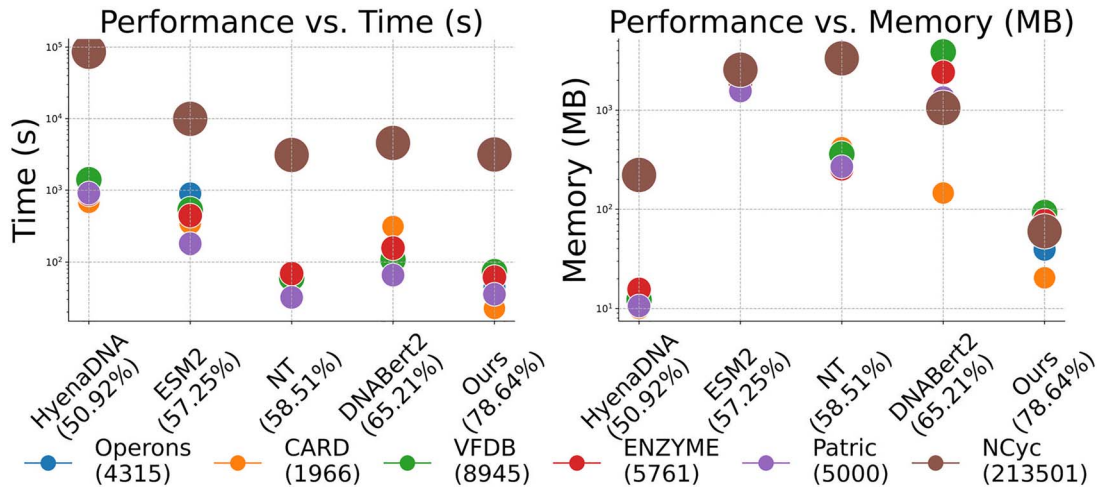 Performance vs. Time (s)
Performance vs. Memory (MB)
Time (s)
10^5
10^4
10^3
10^2
HyenaDNA
(50.92%)
ESM2
(57.25%)
NT
(58.51%)
DNABert2
(65.21%)
Ours
(78.64%)
Memory (MB)
10^3
10^2
10^1
HyenaDNA
(50.92%)
ESM2
(57.25%)
NT
(58.51%)
DNABert2
(65.21%)
Ours
(78.64%)
Operons
(4315)
CARD
(1966)
VFDB
(8945)
ENZYME
(5761)
Patric
(5000)
NCyc
(213501)